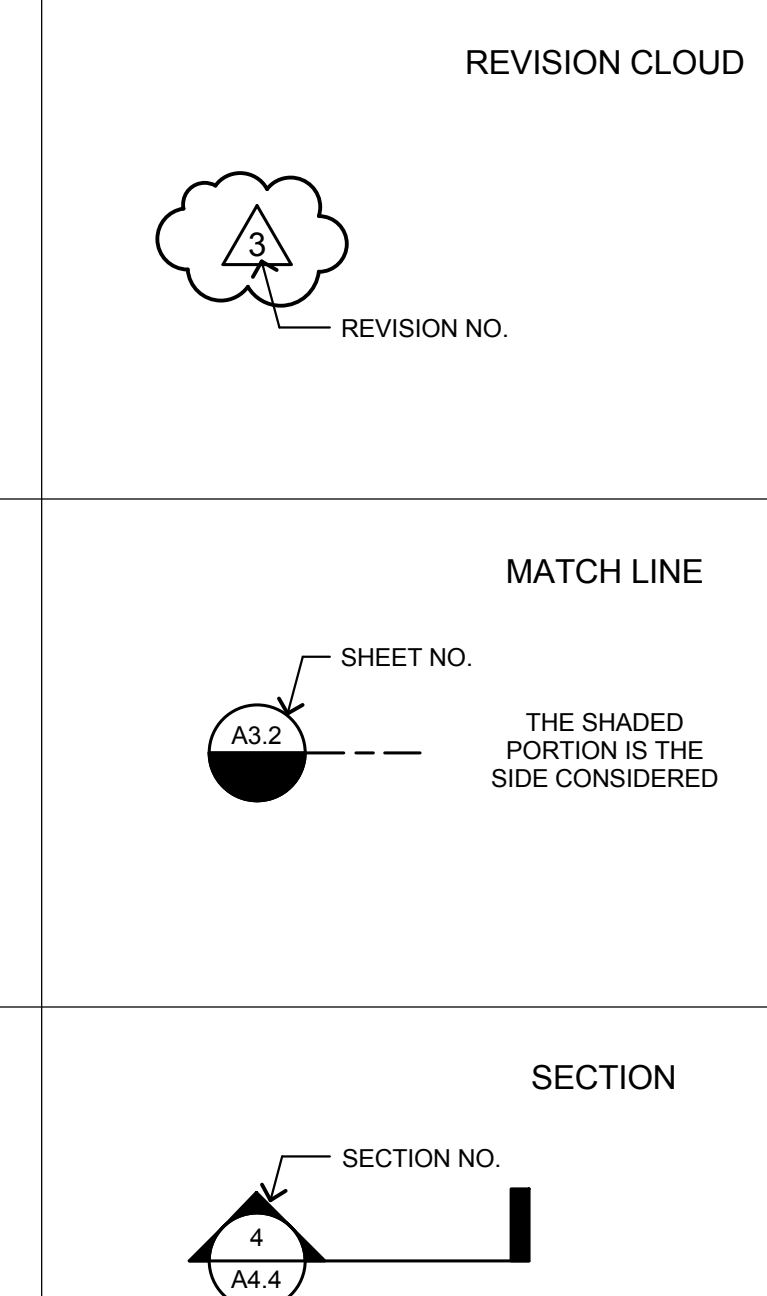 REVISION CLOUD
3
REVISION NO.
MATCH LINE
SHEET NO.
A3.2
THE SHADED
PORTION IS THE
SIDE CONSIDERED
SECTION
SECTION NO.
4
A4.4